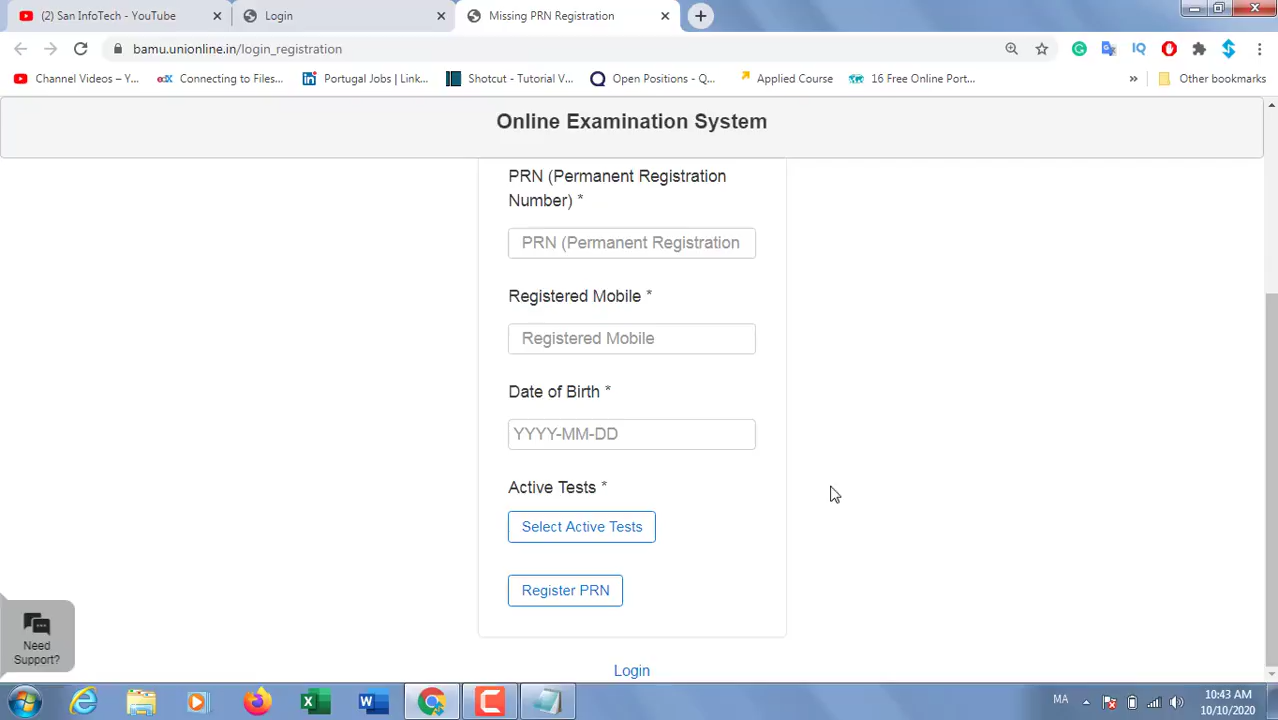 (2) San InfoTech - YouTube
Login
Missing PRN Registration
bamu.unionline.in/login_registration
IQ
Channel Videos – Y...
edX Connecting to Files...
Portugal Jobs | Link...
Shotcut - Tutorial V...
Open Positions - Q...
Applied Course
16 Free Online Port...
»
Other bookmarks
Online Examination System
PRN (Permanent Registration
Number) *
PRN (Permanent Registration
Registered Mobile *
Registered Mobile
Date of Birth *
YYYY-MM-DD
Active Tests *
Select Active Tests
Register PRN
Need
Support?
Login
MA
10:43 AM
10/10/2020